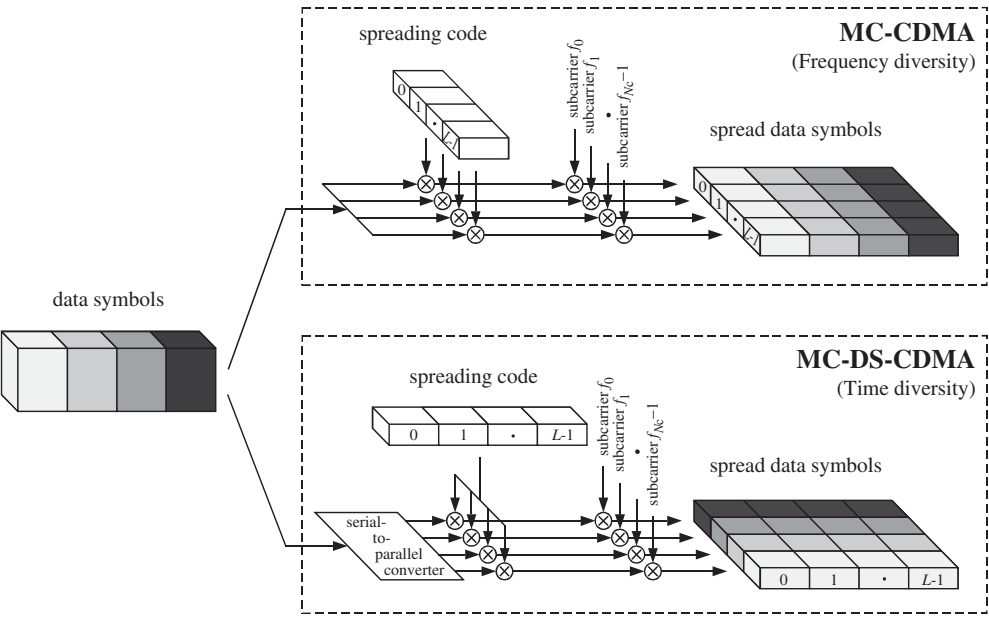 MC-CDMA
(Frequency diversity)
spreading code
0
1
·
L-1
subcarrier f0
subcarrier f1
·
subcarrier fNc−1
spread data symbols
0
1
·
L-1
data symbols
MC-DS-CDMA
(Time diversity)
spreading code
0 1 · L-1
subcarrier f0
subcarrier f1
·
subcarrier fNc−1
spread data symbols
serial-
to-
parallel
converter
0 1 · L-1